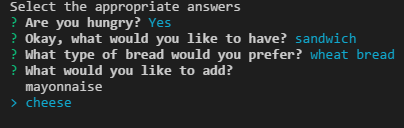 Select the appropriate answers
? Are you hungry? Yes
? Okay, what would you like to have? sandwich
? What type of bread would you prefer? wheat bread
? What would you like to add?
mayonnaise
> cheese